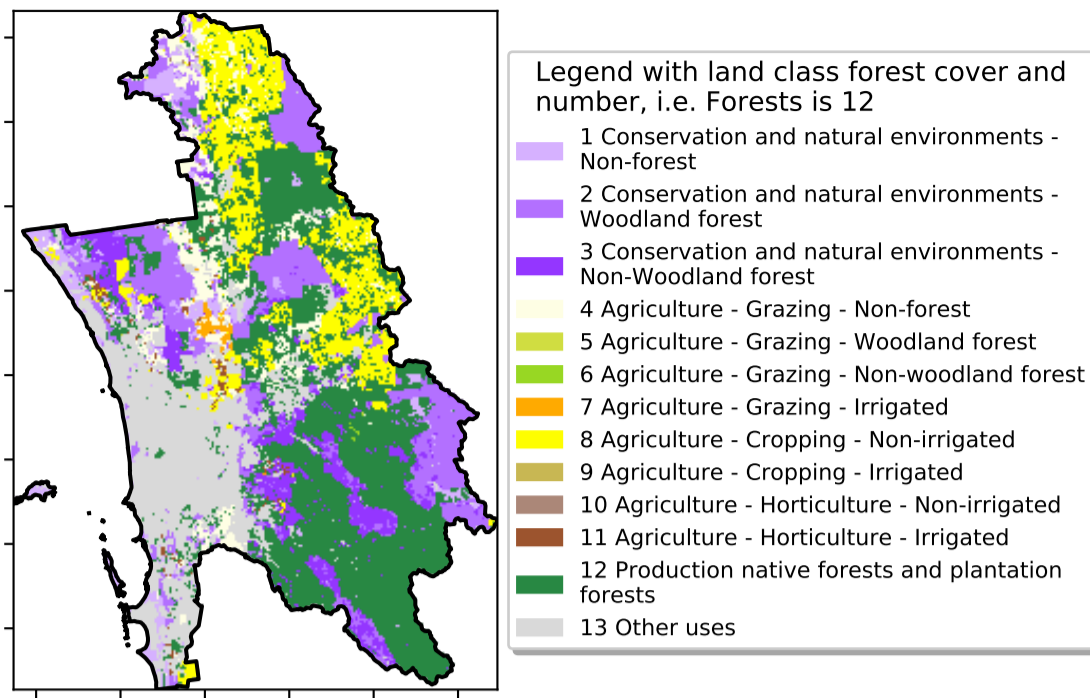 Legend with land class forest cover and
number, i.e. Forests is 12
1 Conservation and natural environments -
Non-forest
2 Conservation and natural environments -
Woodland forest
3 Conservation and natural environments -
Non-Woodland forest
4 Agriculture - Grazing - Non-forest
5 Agriculture - Grazing - Woodland forest
6 Agriculture - Grazing - Non-woodland forest
7 Agriculture - Grazing - Irrigated
8 Agriculture - Cropping - Non-irrigated
9 Agriculture - Cropping - Irrigated
10 Agriculture - Horticulture - Non-irrigated
11 Agriculture - Horticulture - Irrigated
12 Production native forests and plantation
forests
13 Other uses